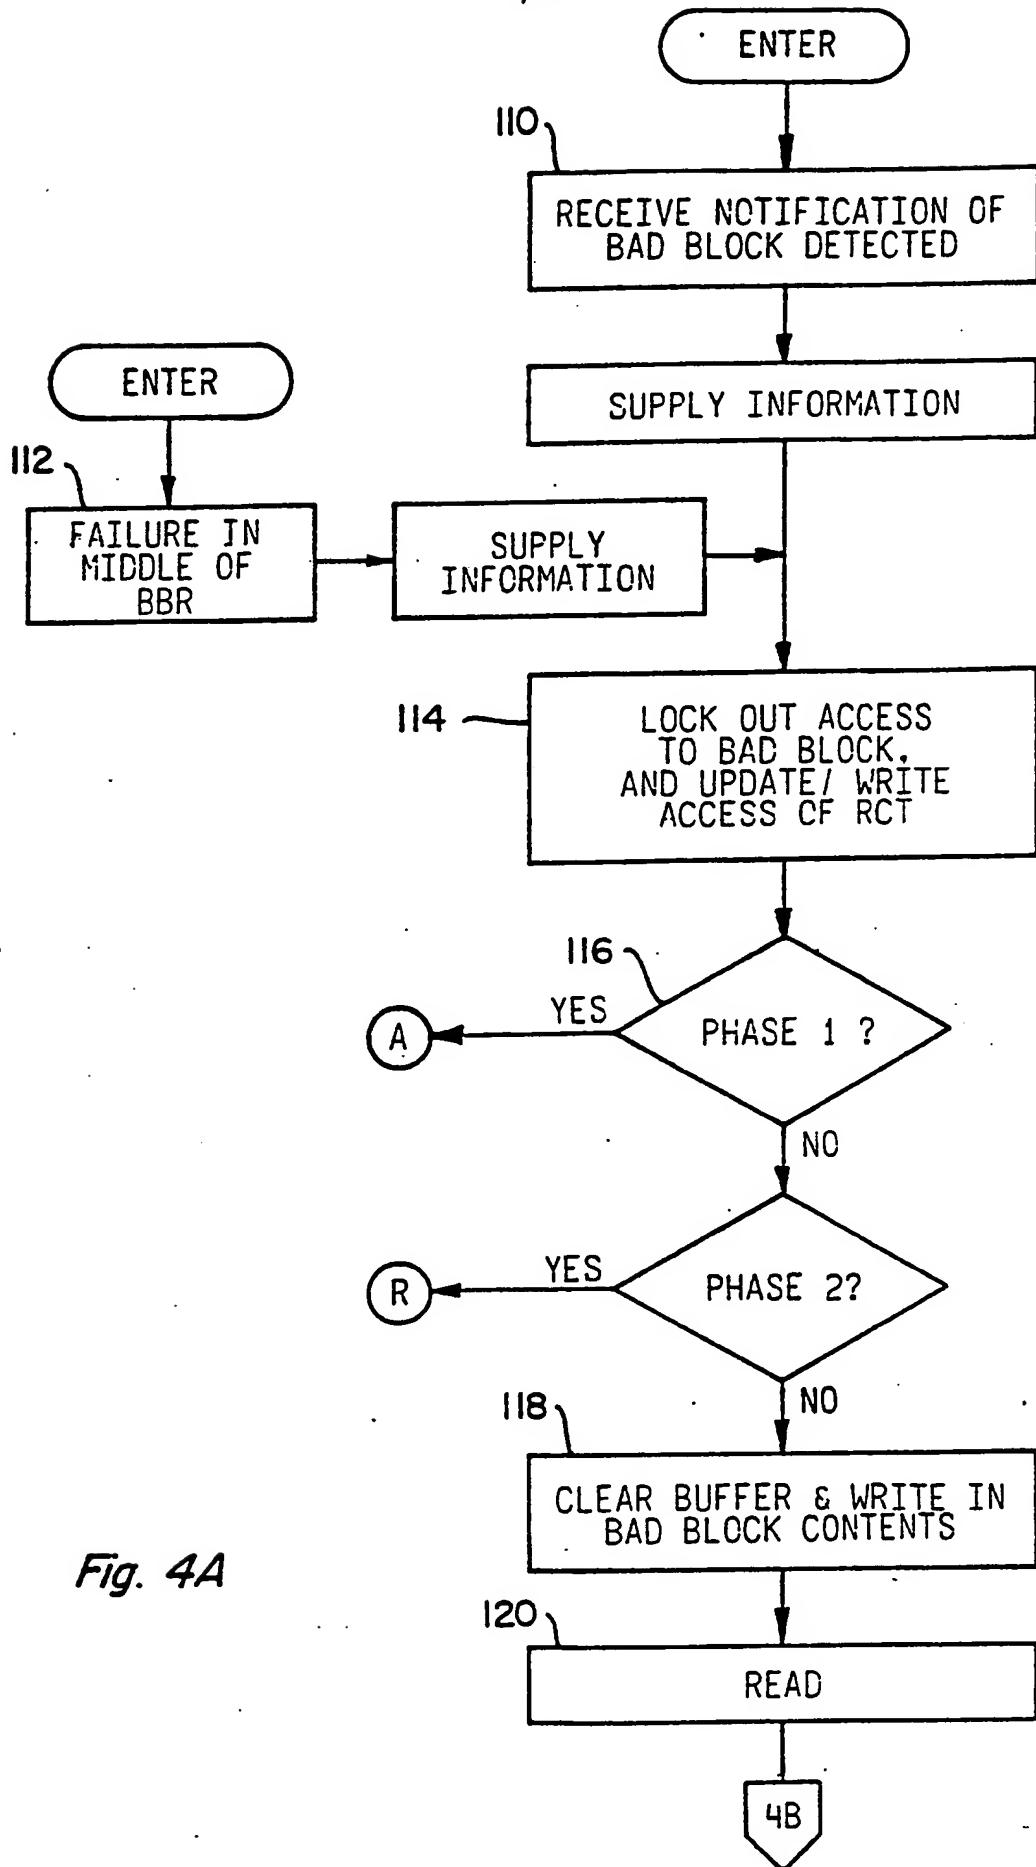 ENTER
110
RECEIVE NOTIFICATION OF
BAD BLOCK DETECTED
SUPPLY INFORMATION
ENTER
112
FAILURE IN
MIDDLE OF
BBR
SUPPLY
INFORMATION
114
LOCK OUT ACCESS
TO BAD BLOCK,
AND UPDATE/ WRITE
ACCESS OF RCT
116
PHASE 1 ?
YES
A
NO
PHASE 2?
YES
R
NO
118
CLEAR BUFFER & WRITE IN
BAD BLOCK CONTENTS
120
READ
4B
Fig. 4A